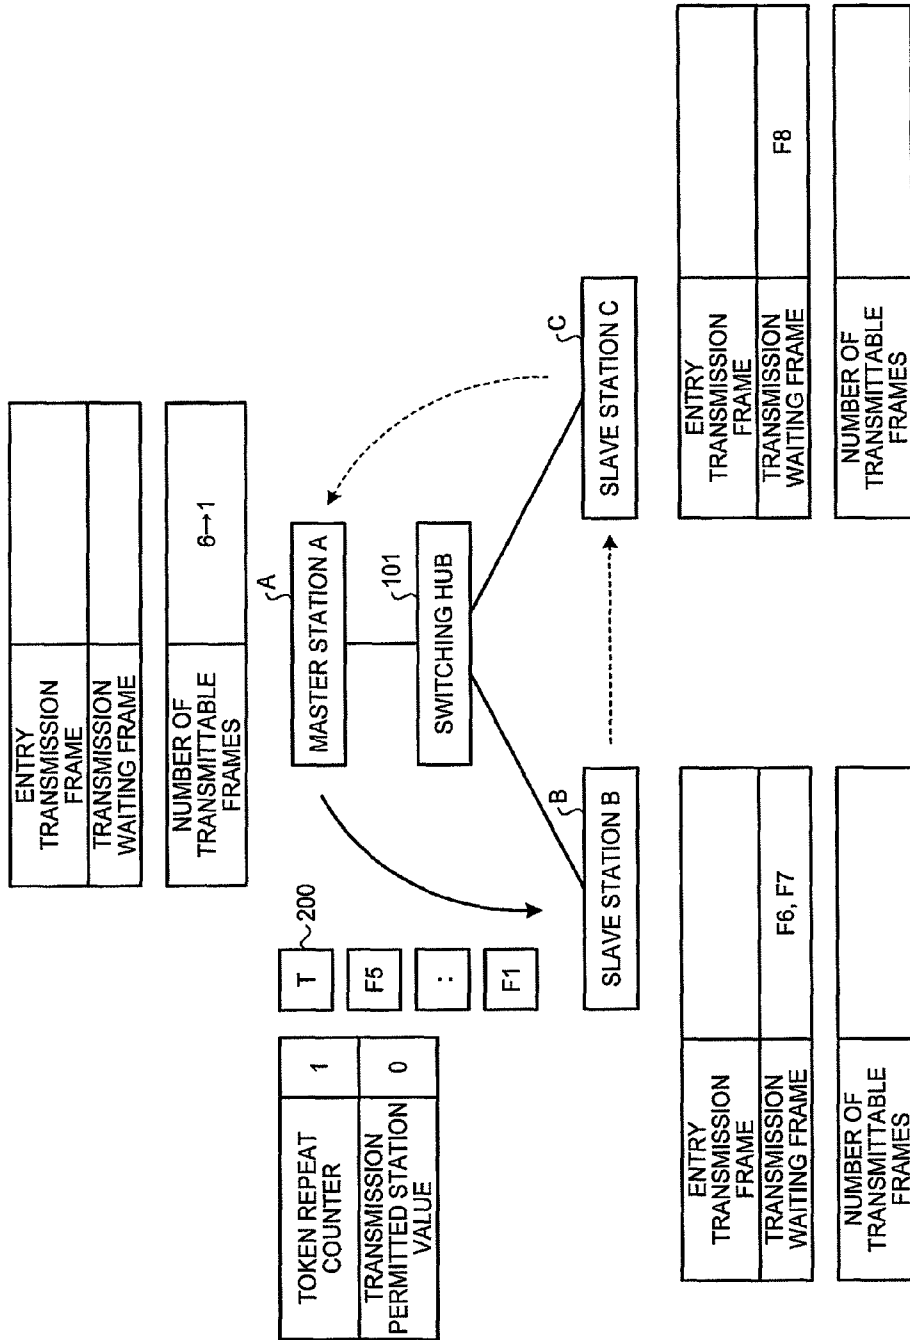 ENTRY
TRANSMISSION
FRAME
TRANSMISSION
WAITING FRAME
NUMBER OF
TRANSMITTABLE
FRAMES
6→1
TOKEN REPEAT
COUNTER
1
TRANSMISSION
PERMITTED STATION
VALUE
0
T
200
F5
:
F1
A
MASTER STATION A
101
SWITCHING HUB
B
SLAVE STATION B
C
SLAVE STATION C
ENTRY
TRANSMISSION
FRAME
TRANSMISSION
WAITING FRAME
F6, F7
NUMBER OF
TRANSMITTABLE
FRAMES
ENTRY
TRANSMISSION
FRAME
TRANSMISSION
WAITING FRAME
F8
NUMBER OF
TRANSMITTABLE
FRAMES